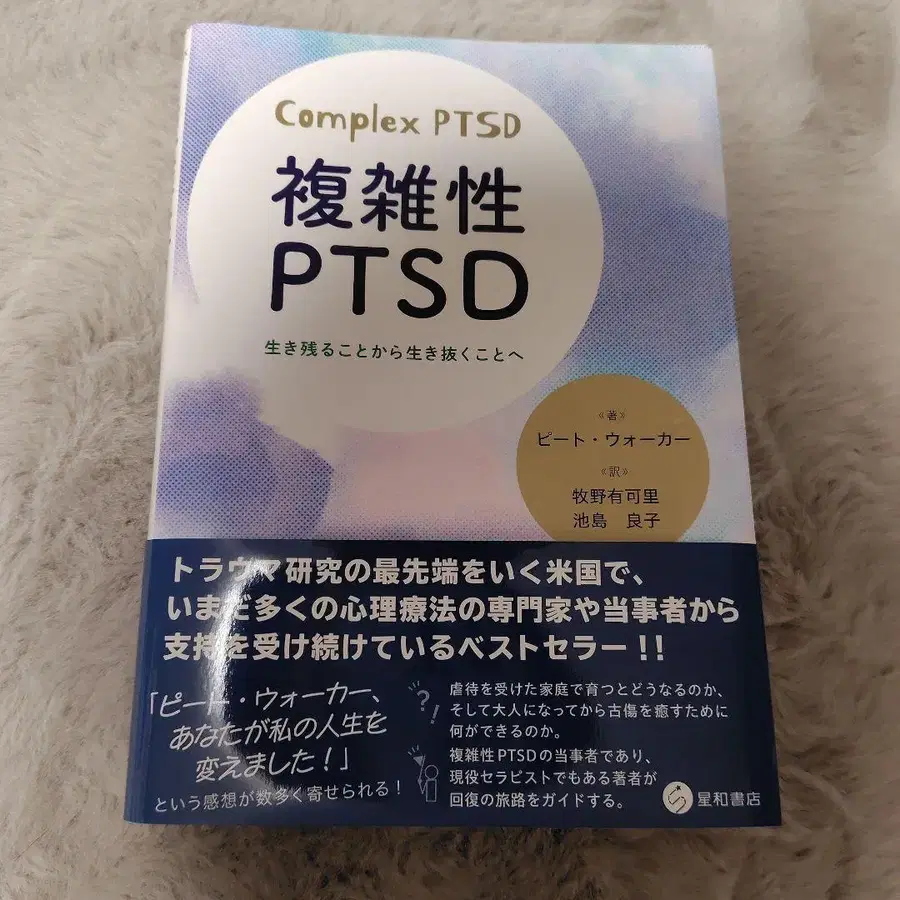 Complex PTSD
複雑性
PTSD
生き残ることから生き抜くことへ
《著》
ピート・ウォーカー
《訳》
牧野有可里
池島 良子
トラウマ研究の最先端をいく米国で、
いまだ多くの心理療法の専門家や当事者から
支持を受け続けているベストセラー!!
「ピート・ウォーカー、
あなたが私の人生を
変えました!」
という感想が数多く寄せられる!
?!
虐待を受けた家庭で育つとどうなるのか、
そして大人になってから古傷を癒すために
何ができるのか。
複雑性PTSDの当事者であり、
現役セラピストでもある著者が
回復の旅路をガイドする。
星和書店